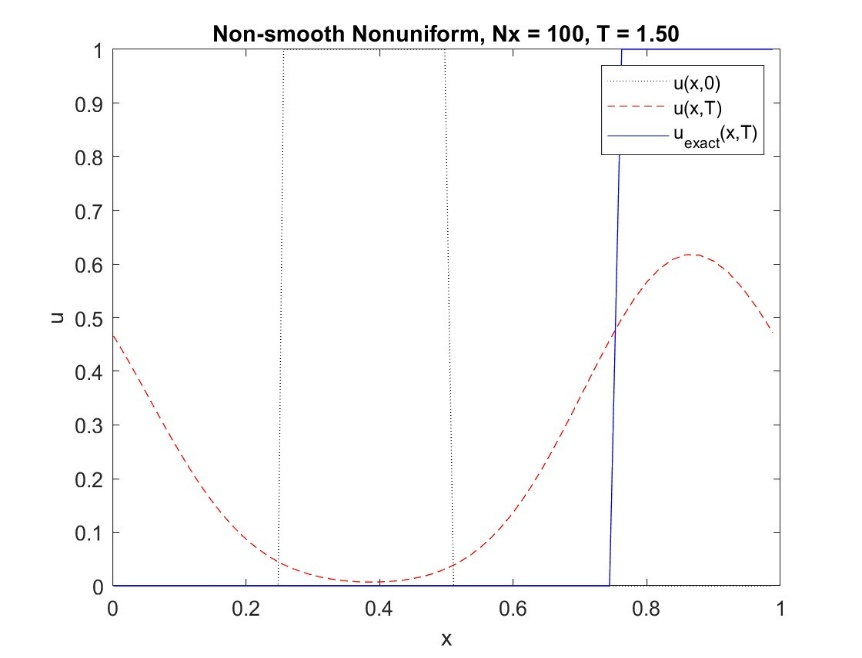 Non-smooth Nonuniform, Nx = 100, T = 1.50
1
0.9
0.8
0.7
0.6
0.5
0.4
0.3
0.2
0.1
0
u
u(x,0)
u(x,T)
u_exact(x,T)
0 0.2 0.4 0.6 0.8 1
x